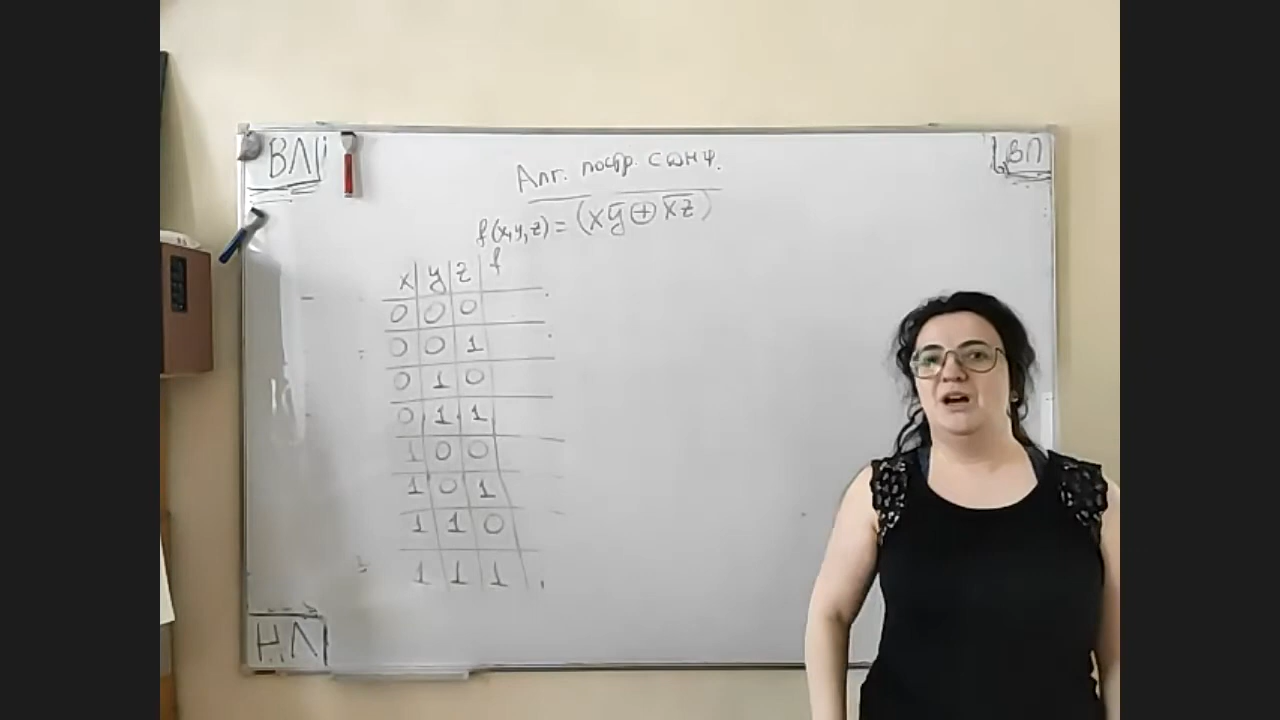 ВЛ
ВП
Алг. постр. СДНФ.
f(x,y,z) = (xy̅ ⊕ x̅z̅)
x y z f
0 0 0
0 0 1
0 1 0
0 1 1
1 0 0
1 0 1
1 1 0
1 1 1
НЛ